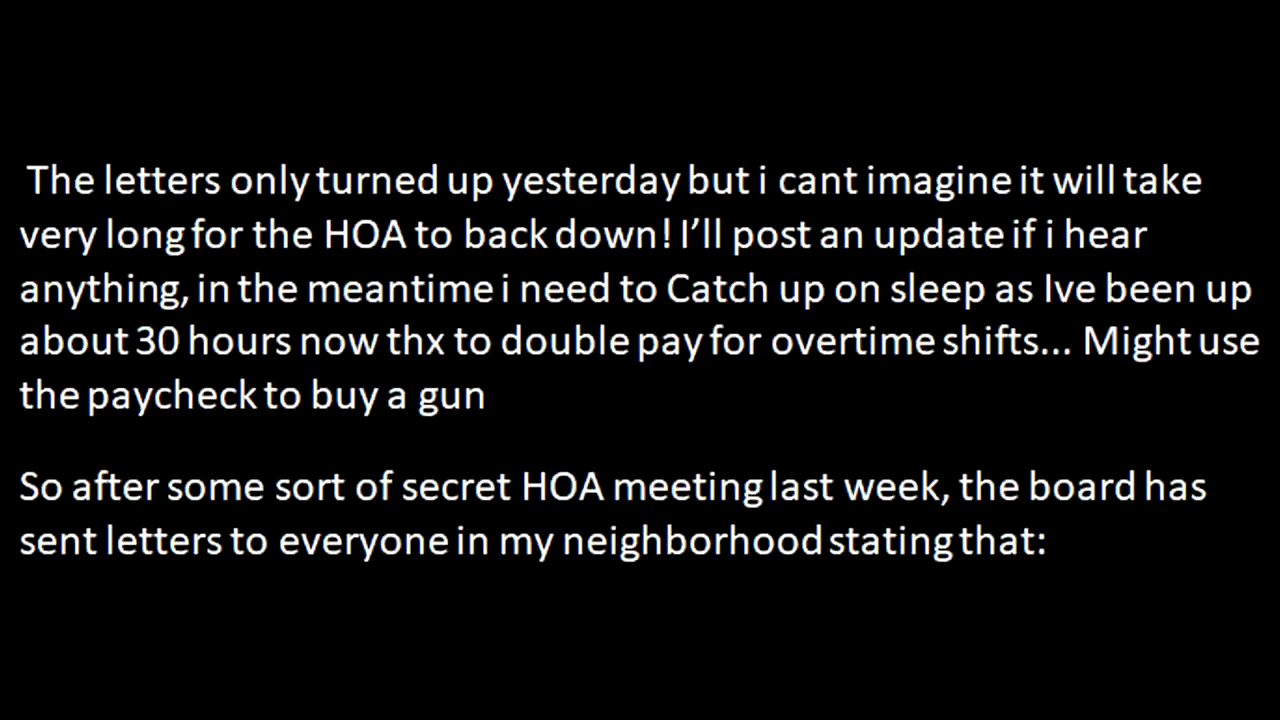 The letters only turned up yesterday but i cant imagine it will take
very long for the HOA to back down! I’ll post an update if i hear
anything, in the meantime i need to Catch up on sleep as Ive been up
about 30 hours now thx to double pay for overtime shifts... Might use
the paycheck to buy a gun
So after some sort of secret HOA meeting last week, the board has
sent letters to everyone in my neighborhood stating that: